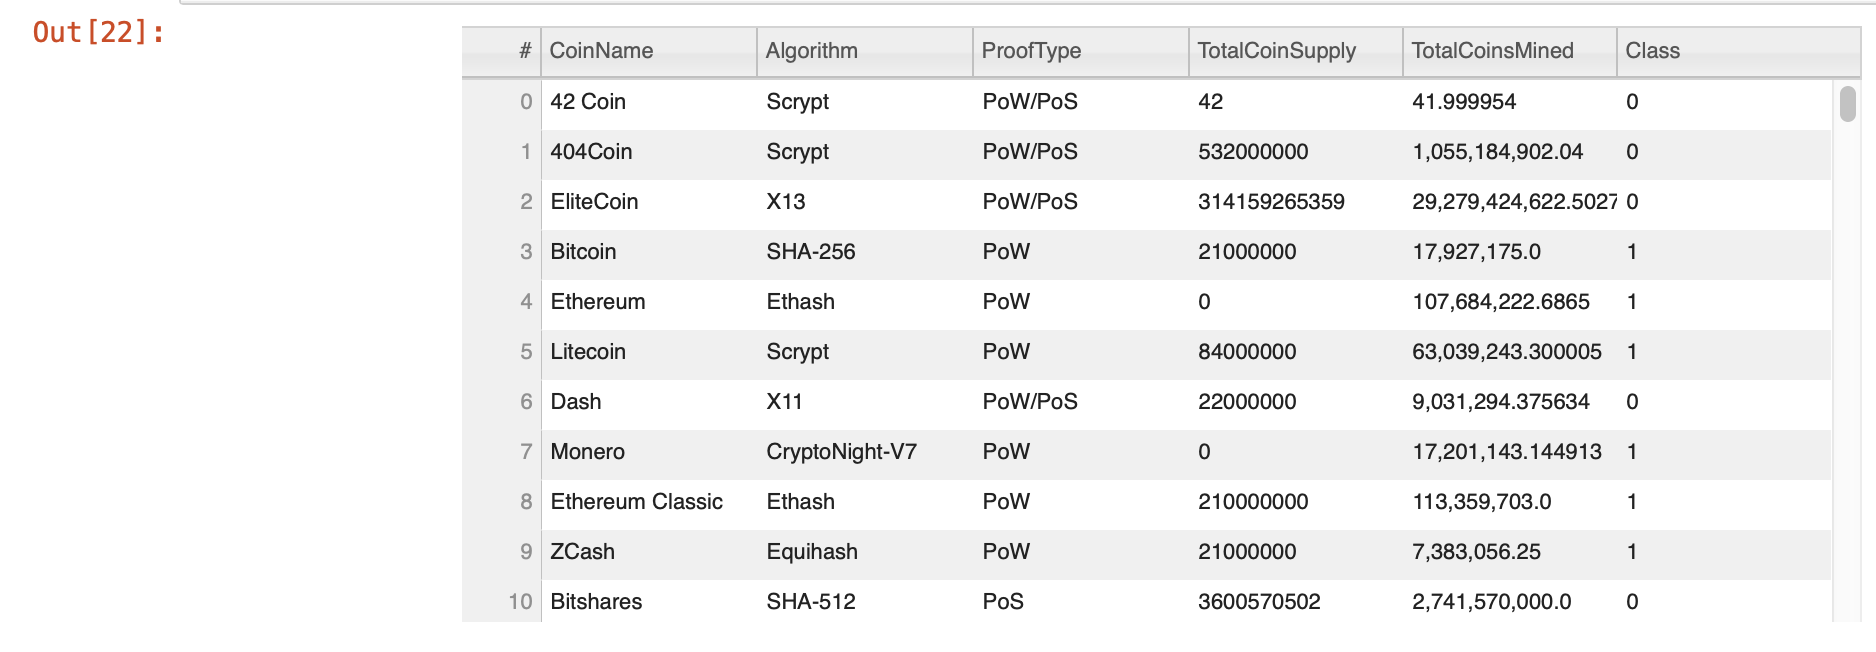 Out[22]:
# CoinName Algorithm ProofType TotalCoinSupply TotalCoinsMined Class
0 42 Coin Scrypt PoW/PoS 42 41.999954 0
1 404Coin Scrypt PoW/PoS 532000000 1,055,184,902.04 0
2 EliteCoin X13 PoW/PoS 314159265359 29,279,424,622.5027 0
3 Bitcoin SHA-256 PoW 21000000 17,927,175.0 1
4 Ethereum Ethash PoW 0 107,684,222.6865 1
5 Litecoin Scrypt PoW 84000000 63,039,243.300005 1
6 Dash X11 PoW/PoS 22000000 9,031,294.375634 0
7 Monero CryptoNight-V7 PoW 0 17,201,143.144913 1
8 Ethereum Classic Ethash PoW 210000000 113,359,703.0 1
9 ZCash Equihash PoW 21000000 7,383,056.25 1
10 Bitshares SHA-512 PoS 3600570502 2,741,570,000.0 0